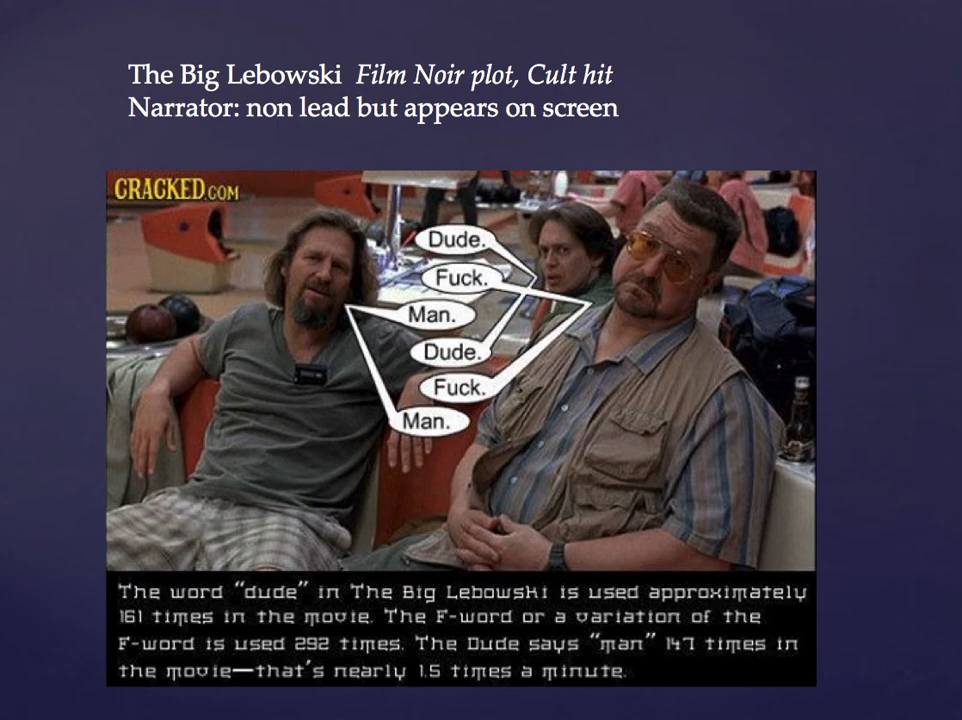 The Big Lebowski Film Noir plot, Cult hit
Narrator: non lead but appears on screen
CRACKED.COM
Dude.
Fuck.
Man.
Dude.
Fuck.
Man.
The word “dude” in The Big Lebowski is used approximately
161 times in the movie. The F-word or a variation of the
F-word is used 292 times. The Dude says “man” 147 times in
the movie—that's nearly 1.5 times a minute.